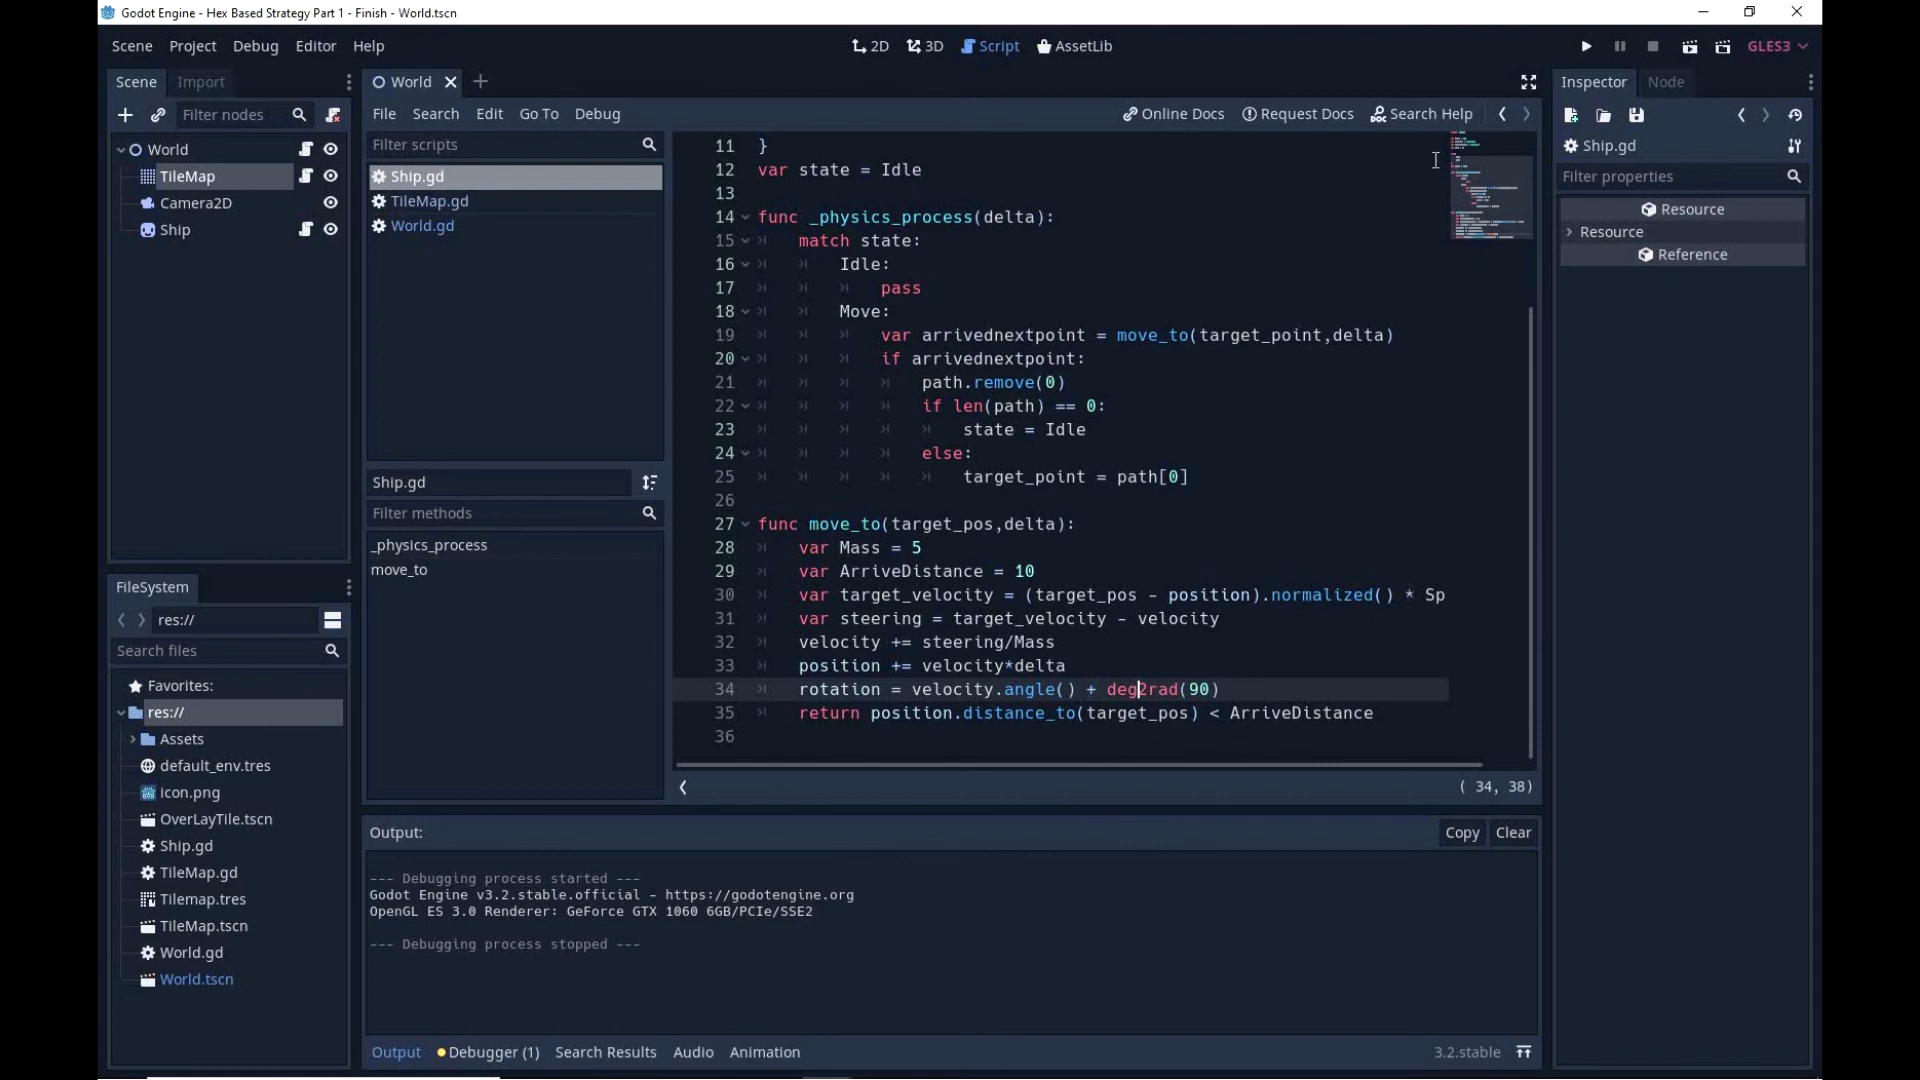 Godot Engine - Hex Based Strategy Part 1 - Finish - World.tscn
Scene Project Debug Editor Help
2D 3D Script AssetLib
GLES3
Scene Import
World
Inspector Node
Filter nodes
File Search Edit Go To Debug
Online Docs Request Docs Search Help
World
TileMap
Camera2D
Ship
Filter scripts
Ship.gd
TileMap.gd
World.gd
Ship.gd
Filter methods
_physics_process
move_to
11 }
12 var state = Idle
13
14 func _physics_process(delta):
15 match state:
16 Idle:
17 pass
18 Move:
19 var arrivednextpoint = move_to(target_point,delta)
20 if arrivednextpoint:
21 path.remove(0)
22 if len(path) == 0:
23 state = Idle
24 else:
25 target_point = path[0]
26
27 func move_to(target_pos,delta):
28 var Mass = 5
29 var ArriveDistance = 10
30 var target_velocity = (target_pos - position).normalized() * Sp
31 var steering = target_velocity - velocity
32 velocity += steering/Mass
33 position += velocity*delta
34 rotation = velocity.angle() + deg2rad(90)
35 return position.distance_to(target_pos) < ArriveDistance
36
( 34, 38)
Ship.gd
Filter properties
Resource
Resource
Reference
FileSystem
res://
Search files
Favorites:
res://
Assets
default_env.tres
icon.png
OverLayTile.tscn
Ship.gd
TileMap.gd
Tilemap.tres
TileMap.tscn
World.gd
World.tscn
Output:
Copy Clear
--- Debugging process started ---
Godot Engine v3.2.stable.official - https://godotengine.org
OpenGL ES 3.0 Renderer: GeForce GTX 1060 6GB/PCIe/SSE2
--- Debugging process stopped ---
Output Debugger (1) Search Results Audio Animation
3.2.stable